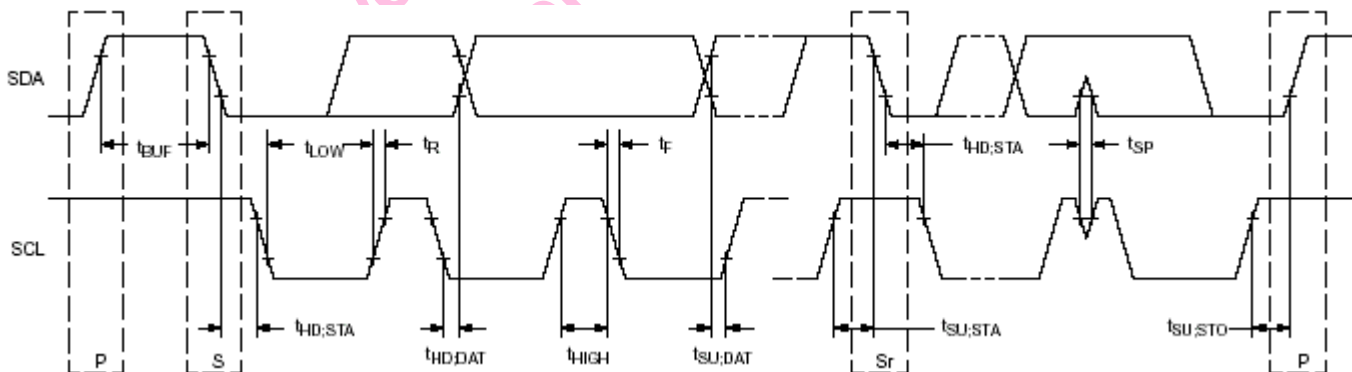 SDA
tBUF
tLOW
tR
tF
tHD;STA
tSP
SCL
tHD;STA
tHD;DAT
tHIGH
tSU;DAT
tSU;STA
tSU;STO
P
S
Sr
P